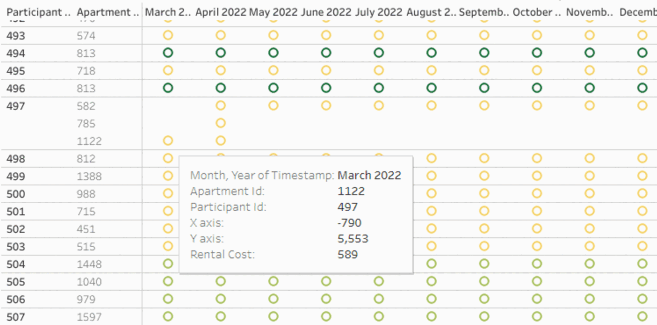 Participant .. Apartment .. March 2.. April 2022 May 2022 June 2022 July 2022 August 2.. Septemb.. October .. Novemb.. Decemb
493 574
494 813
495 718
496 813
497 582
785
1122
498 812
499 1388
500 988
501 715
502 451
503 515
504 1448
505 1040
506 979
507 1597
Month, Year of Timestamp: March 2022
Apartment Id: 1122
Participant Id: 497
X axis: -790
Y axis: 5,553
Rental Cost: 589